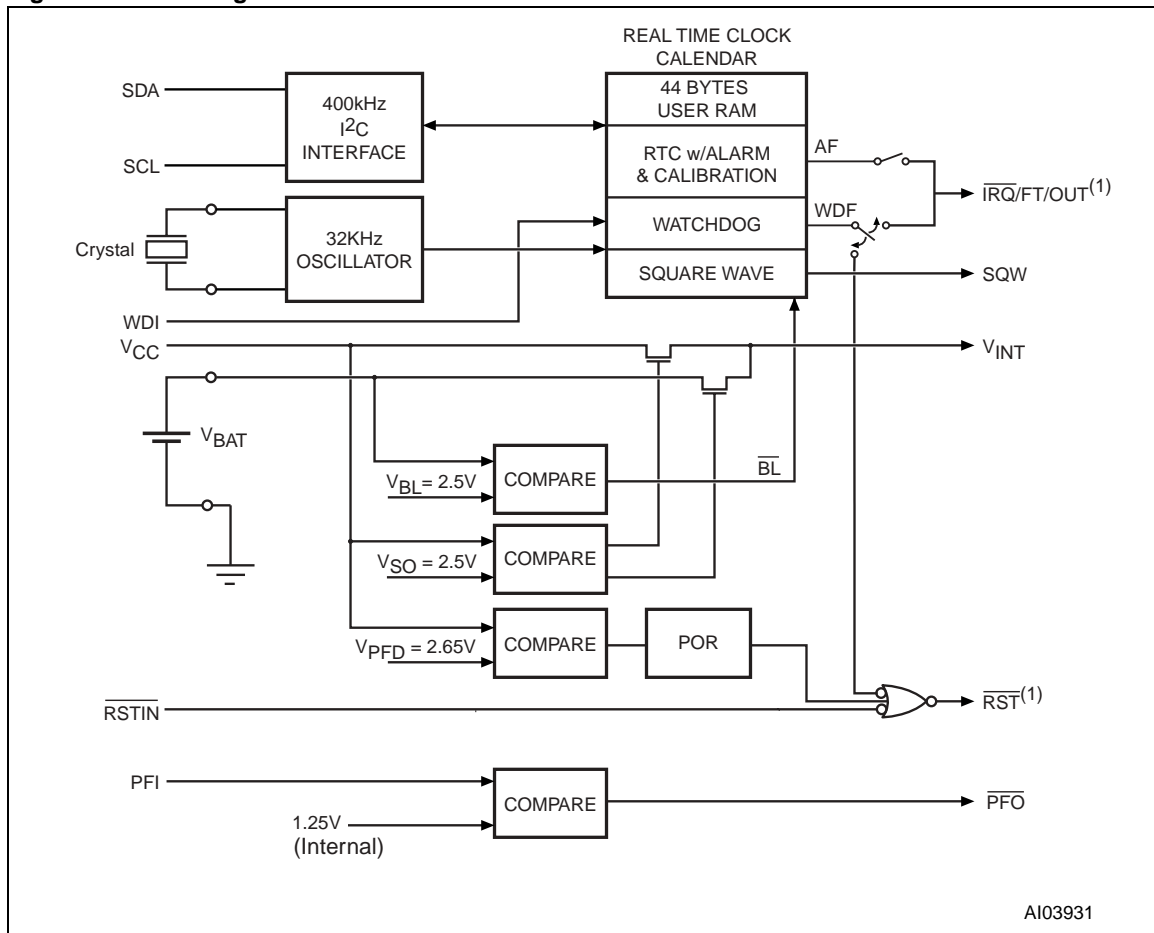 REAL TIME CLOCK
CALENDAR
SDA
400kHz
I2C
INTERFACE
SCL
44 BYTES
USER RAM
RTC w/ALARM
& CALIBRATION
AF
IRQ/FT/OUT(1)
WATCHDOG
WDF
Crystal
32KHz
OSCILLATOR
SQUARE WAVE
SQW
WDI
VCC
VINT
VBAT
VBL= 2.5V
COMPARE
BL
VSO = 2.5V
COMPARE
VPFD = 2.65V
COMPARE
POR
RSTIN
RST(1)
PFI
COMPARE
PFO
1.25V
(Internal)
AI03931